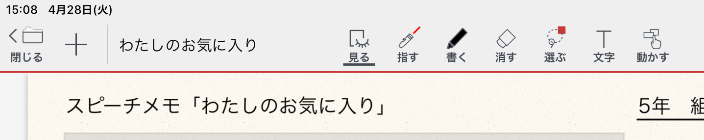 15:08 4月28日(火)
閉じる
わたしのお気に入り
見る
指す
書く
消す
選ぶ
文字
動かす
スピーチメモ「わたしのお気に入り」
5年 組